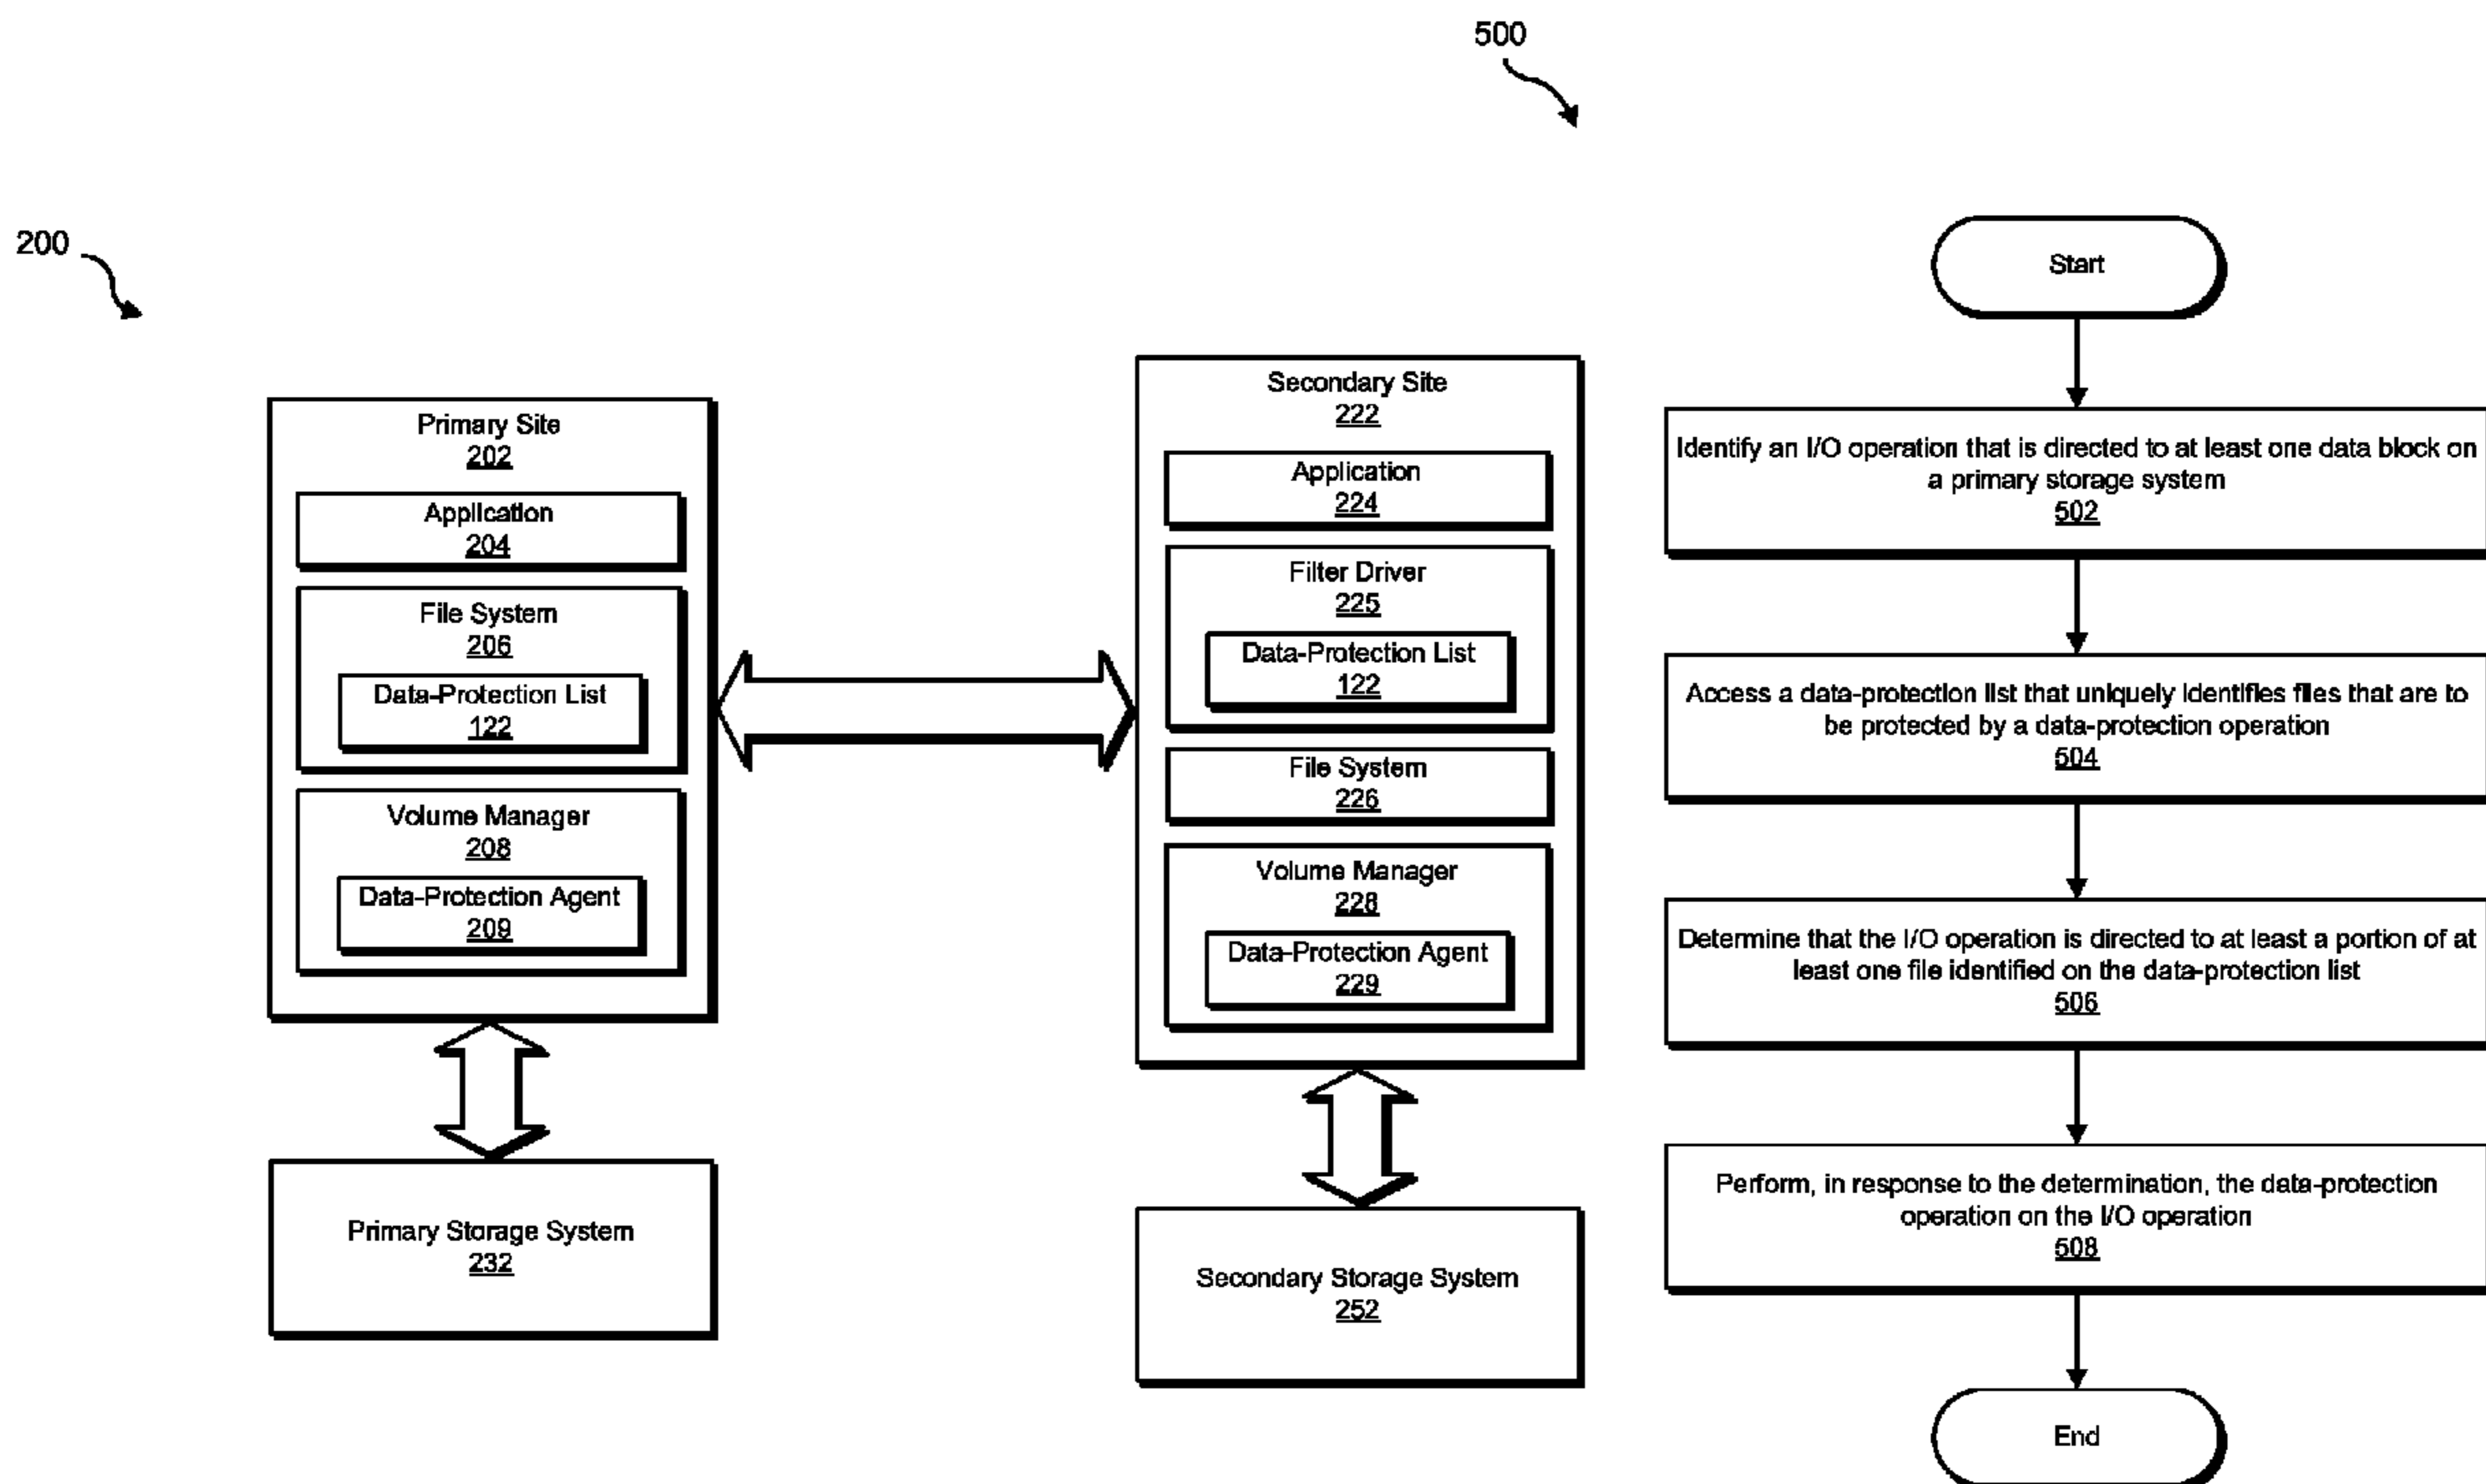 500
200
Primary Site
202
Application
204
File System
206
Data-Protection List
122
Volume Manager
208
Data-Protection Agent
209
Primary Storage System
232
Secondary Site
222
Application
224
Filter Driver
225
Data-Protection List
122
File System
226
Volume Manager
228
Data-Protection Agent
229
Secondary Storage System
252
Start
Identify an I/O operation that is directed to at least one data block on
a primary storage system
502
Access a data-protection list that uniquely identifies files that are to
be protected by a data-protection operation
504
Determine that the I/O operation is directed to at least a portion of at
least one file identified on the data-protection list
506
Perform, in response to the determination, the data-protection
operation on the I/O operation
508
End